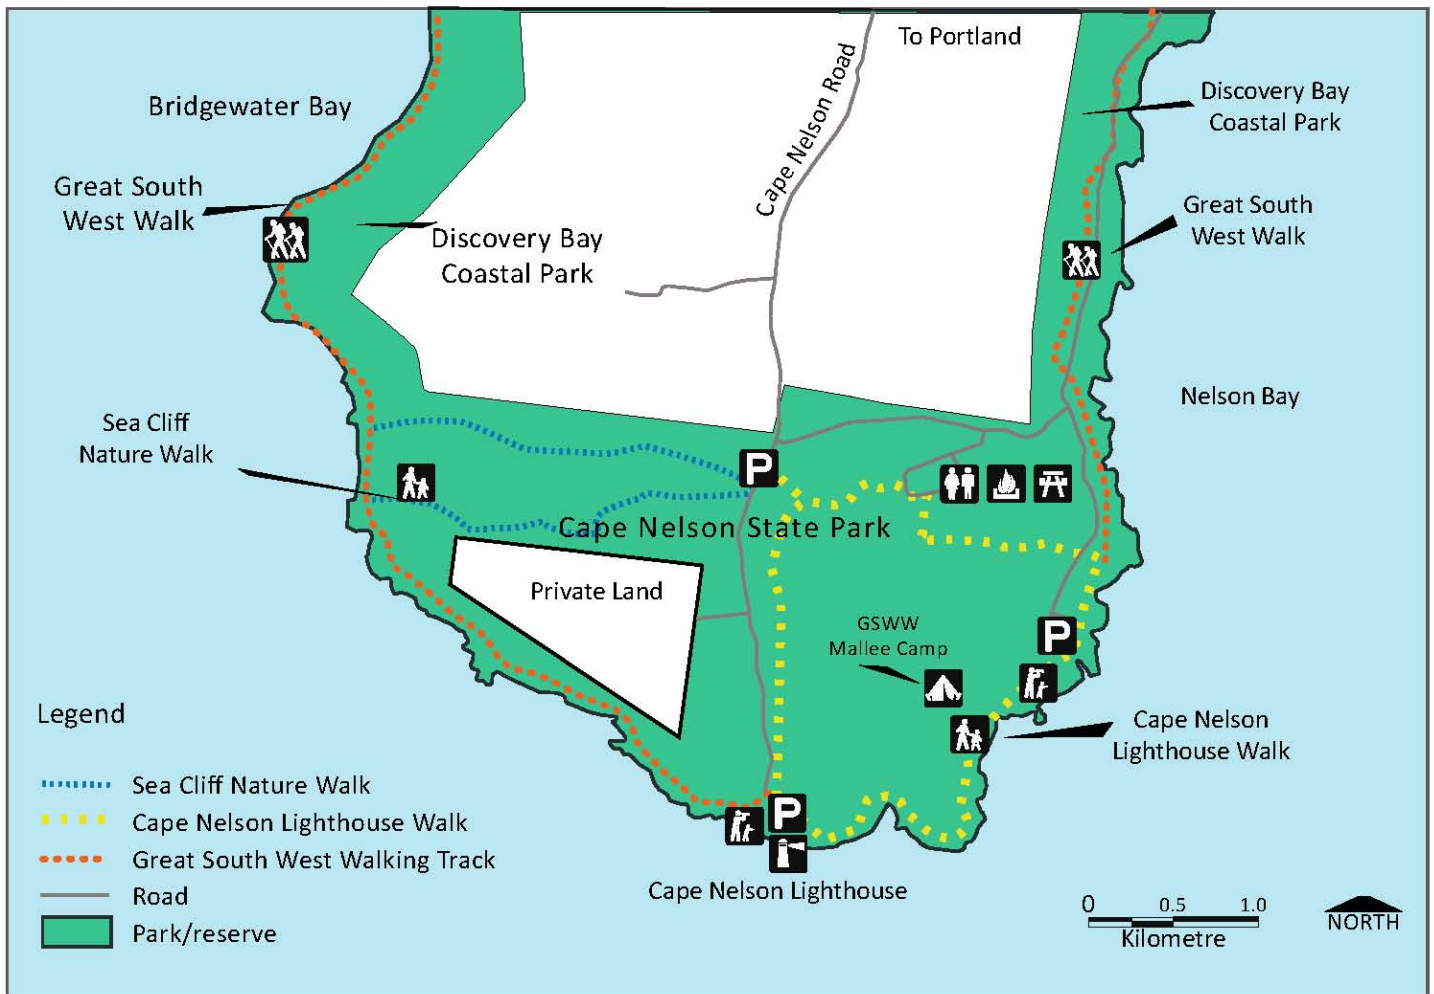 To Portland
Cape Nelson Road
Bridgewater Bay
Discovery Bay
Coastal Park
Great South
West Walk
Great South
West Walk
Discovery Bay
Coastal Park
Nelson Bay
Sea Cliff
Nature Walk
P
Cape Nelson State Park
Private Land
GSWW
Mallee Camp
P
Cape Nelson
Lighthouse Walk
P
Cape Nelson Lighthouse
Legend
Sea Cliff Nature Walk
Cape Nelson Lighthouse Walk
Great South West Walking Track
Road
Park/reserve
0 0.5 1.0
Kilometre
NORTH